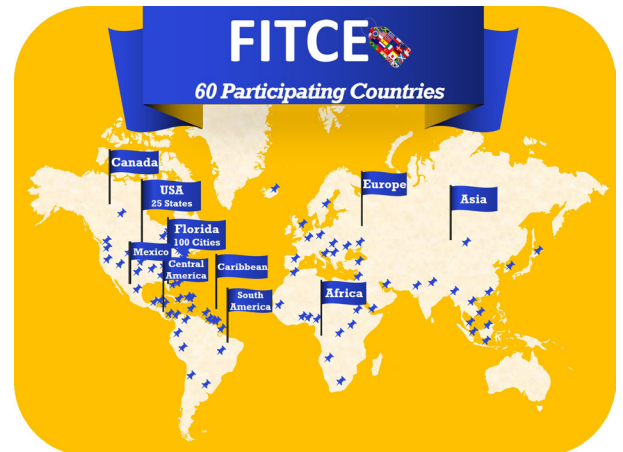 FITCE
60 Participating Countries
Canada
USA
25 States
Florida
100 Cities
Mexico
Central
America
Caribbean
South
America
Europe
Asia
Africa